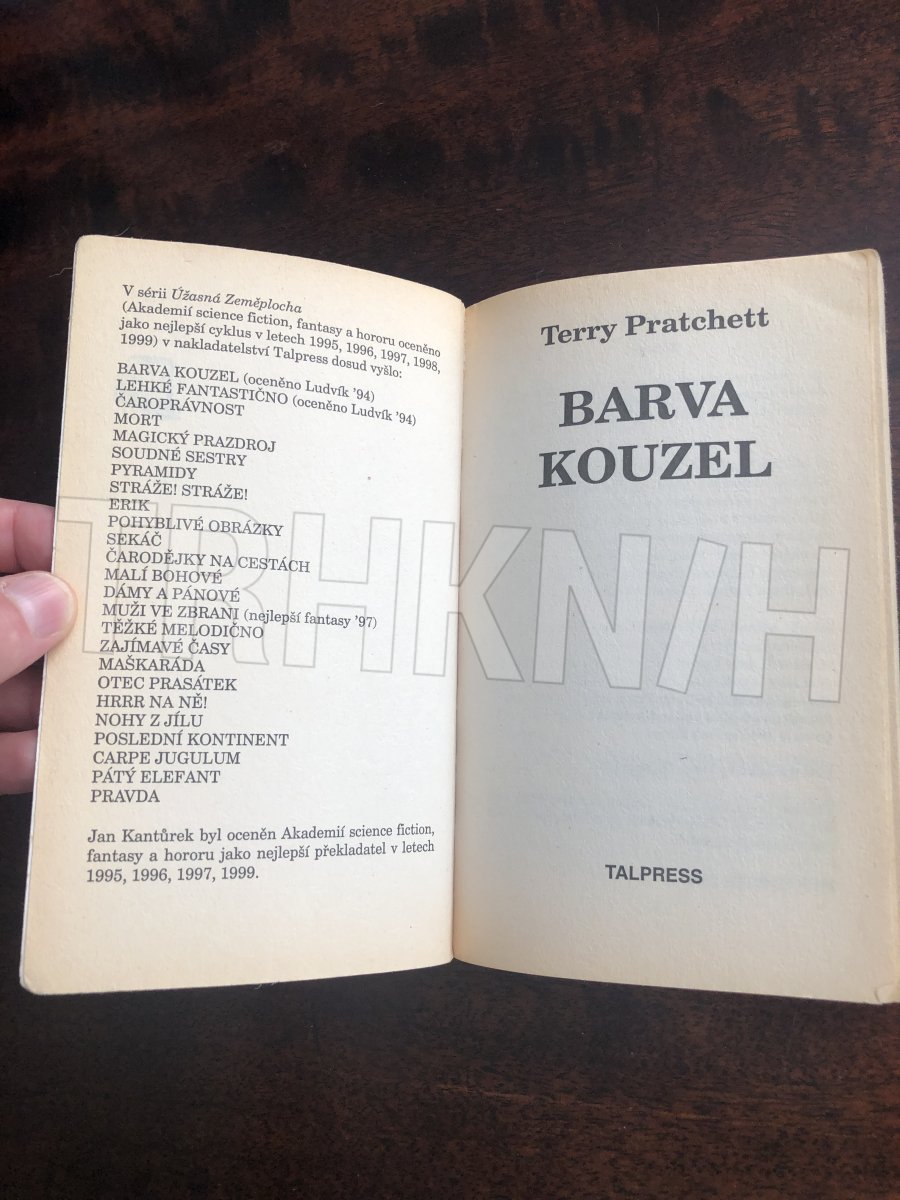 V sérii Úžasná Zeměplocha
(Akademií science fiction, fantasy a hororu oceněno
jako nejlepší cyklus v letech 1995, 1996, 1997, 1998,
1999) v nakladatelství Talpress dosud vyšlo:
BARVA KOUZEL (oceněno Ludvík '94)
LEHKÉ FANTASTIČNO (oceněno Ludvík '94)
ČAROPRÁVNOST
MORT
MAGICKÝ PRAZDROJ
SOUDNÉ SESTRY
PYRAMIDY
STRÁŽE! STRÁŽE!
ERIK
POHYBLIVÉ OBRÁZKY
SEKÁČ
ČARODĚJKY NA CESTÁCH
MALÍ BOHOVÉ
DÁMY A PÁNOVÉ
MUŽI VE ZBRANI (nejlepší fantasy '97)
TĚŽKÉ MELODIČNO
ZAJÍMAVÉ ČASY
MAŠKARÁDA
OTEC PRASÁTEK
HRRR NA NĚ!
NOHY Z JÍLU
POSLEDNÍ KONTINENT
CARPE JUGULUM
PÁTÝ ELEFANT
PRAVDA
Jan Kantůrek byl oceněn Akademií science fiction,
fantasy a hororu jako nejlepší překladatel v letech
1995, 1996, 1997, 1999.
Terry Pratchett
BARVA
KOUZEL
TALPRESS
TRHKN/H